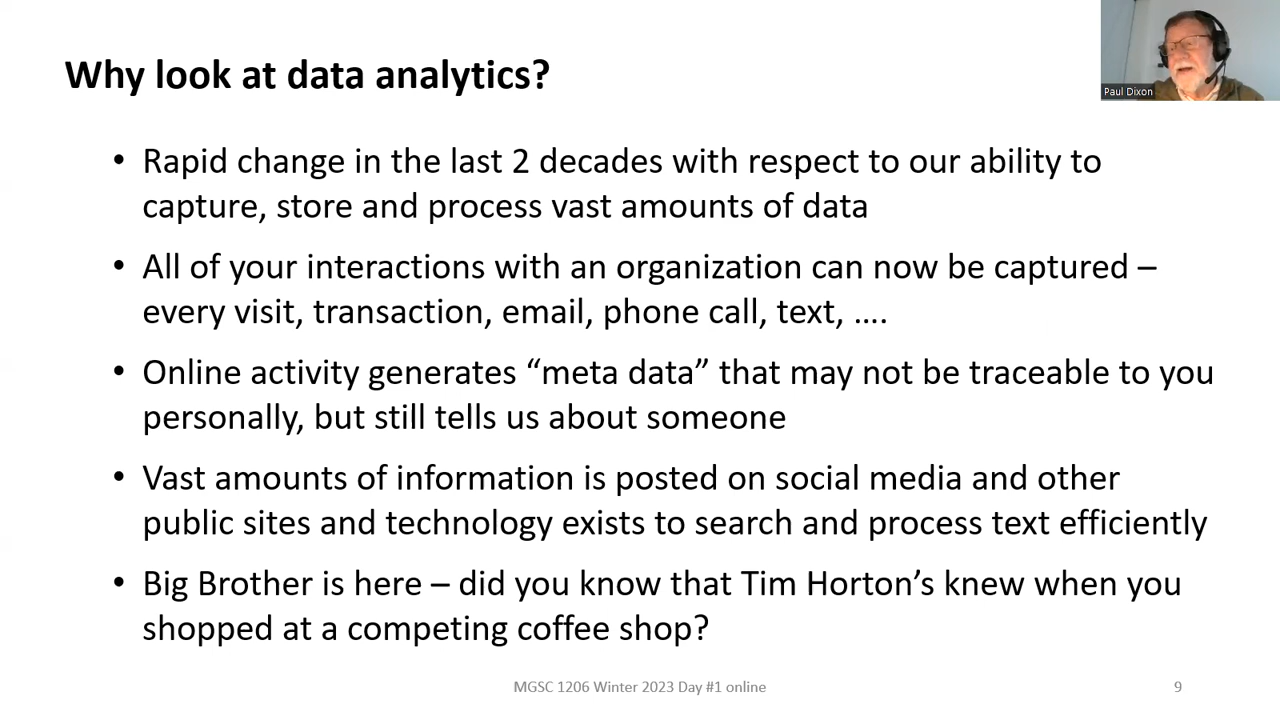 Why look at data analytics?
Paul Dixon
• Rapid change in the last 2 decades with respect to our ability to
capture, store and process vast amounts of data
• All of your interactions with an organization can now be captured –
every visit, transaction, email, phone call, text, ….
• Online activity generates “meta data” that may not be traceable to you
personally, but still tells us about someone
• Vast amounts of information is posted on social media and other
public sites and technology exists to search and process text efficiently
• Big Brother is here – did you know that Tim Horton’s knew when you
shopped at a competing coffee shop?
MGSC 1206 Winter 2023 Day #1 online
9